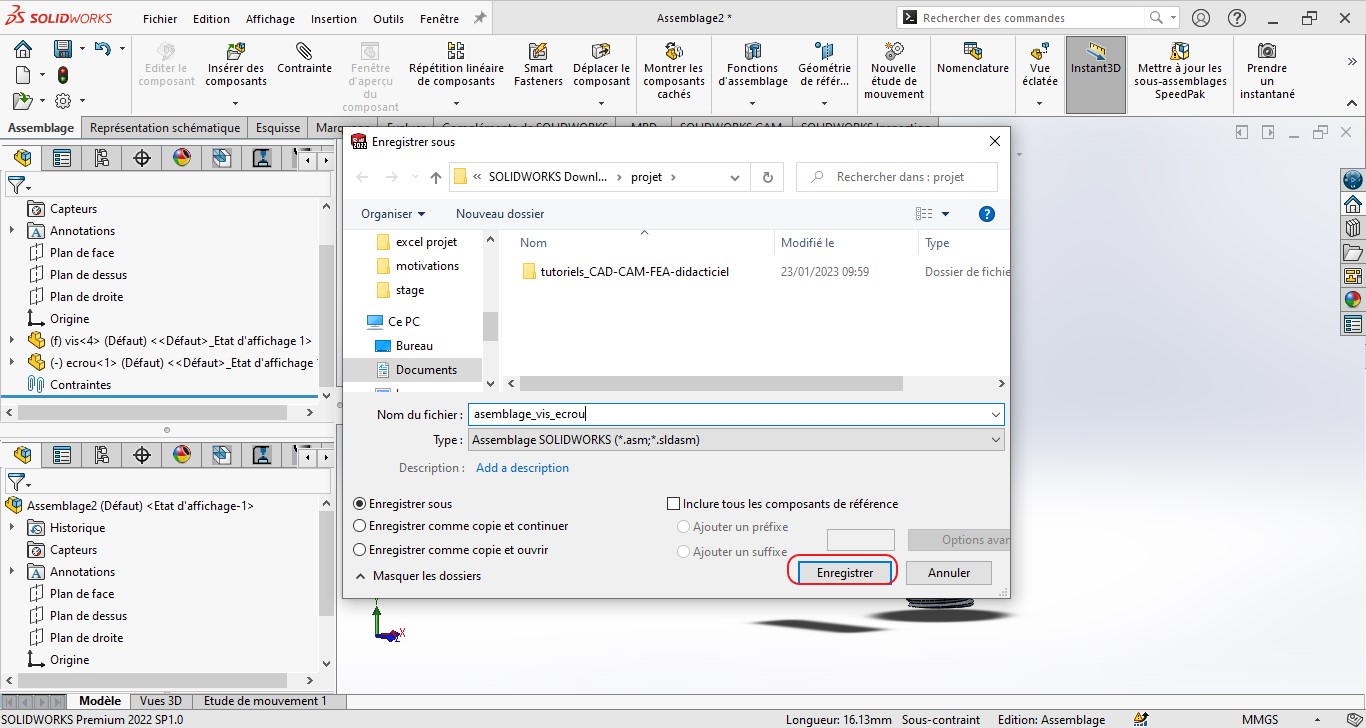 SOLIDWORKS Fichier Edition Affichage Insertion Outils Fenêtre Assemblage2 * Rechercher des commandes
Editer le composant
Insérer des composants
Contrainte
Fenêtre d'aperçu du composant
Répétition linéaire de composants
Smart Fasteners
Déplacer le composant
Montrer les composants cachés
Fonctions d'assemblage
Géométrie de référ...
Nouvelle étude de mouvement
Nomenclature
Vue éclatée
Instant3D
Mettre à jour les sous-assemblages SpeedPak
Prendre un instantané
Assemblage Représentation schématique Esquisse
Capteurs
Annotations
Plan de face
Plan de dessus
Plan de droite
Origine
(f) vis<4> (Défaut) <<Défaut>_Etat d'affichage 1>
(-) ecrou<1> (Défaut) <<Défaut>_Etat d'affichage
Contraintes
Assemblage2 (Défaut) <Etat d'affichage-1>
Historique
Capteurs
Annotations
Plan de face
Plan de dessus
Plan de droite
Origine
Enregistrer sous
« SOLIDWORKS Downl... › projet › Rechercher dans : projet
Organiser Nouveau dossier
excel projet
motivations
stage
Ce PC
Bureau
Documents
Nom Modifié le Type
tutoriels_CAD-CAM-FEA-didacticiel 23/01/2023 09:59 Dossier de fichie
Nom du fichier : asemblage_vis_ecrou
Type : Assemblage SOLIDWORKS (*.asm;*.sldasm)
Description : Add a description
Enregistrer sous
Enregistrer comme copie et continuer
Enregistrer comme copie et ouvrir
Inclure tous les composants de référence
Ajouter un préfixe
Ajouter un suffixe
Options avan
Masquer les dossiers
Enregistrer Annuler
Y
X
Z
Modèle Vues 3D Etude de mouvement 1
SOLIDWORKS Premium 2022 SP1.0 Longueur: 16.13mm Sous-contraint Edition: Assemblage MMGS